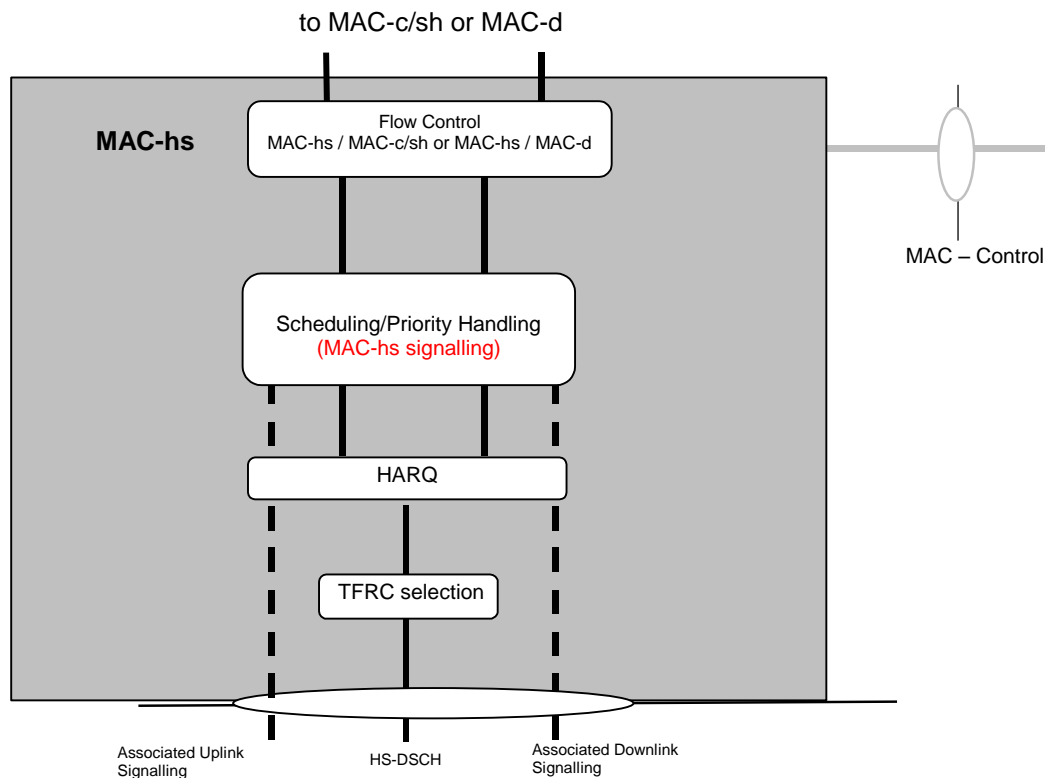 to MAC-c/sh or MAC-d
MAC-hs
Flow Control
MAC-hs / MAC-c/sh or MAC-hs / MAC-d
MAC – Control
Scheduling/Priority Handling
(MAC-hs signalling)
HARQ
TFRC selection
Associated Uplink
Signalling
HS-DSCH
Associated Downlink
Signalling